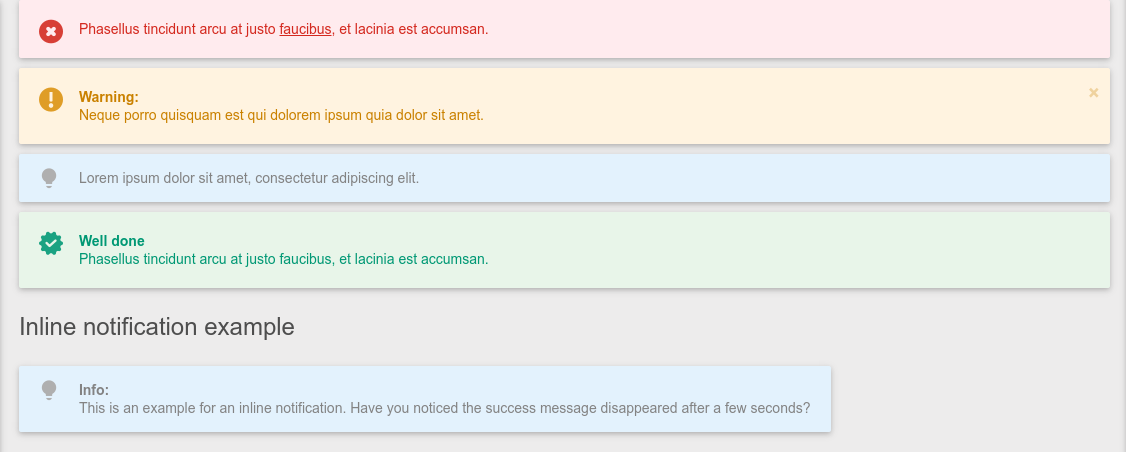 Phasellus tincidunt arcu at justo faucibus, et lacinia est accumsan.
Warning:
Neque porro quisquam est qui dolorem ipsum quia dolor sit amet.
Lorem ipsum dolor sit amet, consectetur adipiscing elit.
Well done
Phasellus tincidunt arcu at justo faucibus, et lacinia est accumsan.
Inline notification example
Info:
This is an example for an inline notification. Have you noticed the success message disappeared after a few seconds?